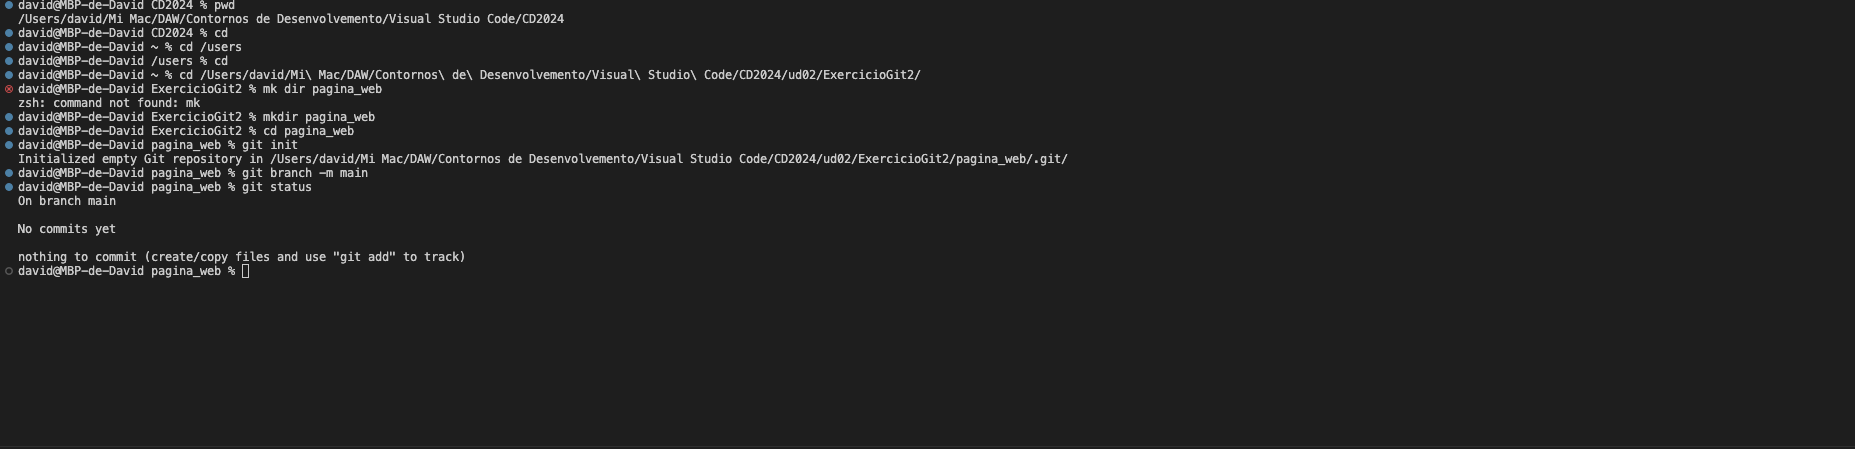 david@MBP-de-David CD2024 % pwd
/Users/david/Mi Mac/DAW/Contornos de Desenvolvemento/Visual Studio Code/CD2024
david@MBP-de-David CD2024 % cd
david@MBP-de-David ~ % cd /users
david@MBP-de-David /users % cd
david@MBP-de-David ~ % cd /Users/david/Mi\ Mac/DAW/Contornos\ de\ Desenvolvemento/Visual\ Studio\ Code/CD2024/ud02/ExercicioGit2/
david@MBP-de-David ExercicioGit2 % mk dir pagina_web
zsh: command not found: mk
david@MBP-de-David ExercicioGit2 % mkdir pagina_web
david@MBP-de-David ExercicioGit2 % cd pagina_web
david@MBP-de-David pagina_web % git init
Initialized empty Git repository in /Users/david/Mi Mac/DAW/Contornos de Desenvolvemento/Visual Studio Code/CD2024/ud02/ExercicioGit2/pagina_web/.git/
david@MBP-de-David pagina_web % git branch -m main
david@MBP-de-David pagina_web % git status
On branch main
No commits yet
nothing to commit (create/copy files and use "git add" to track)
david@MBP-de-David pagina_web %